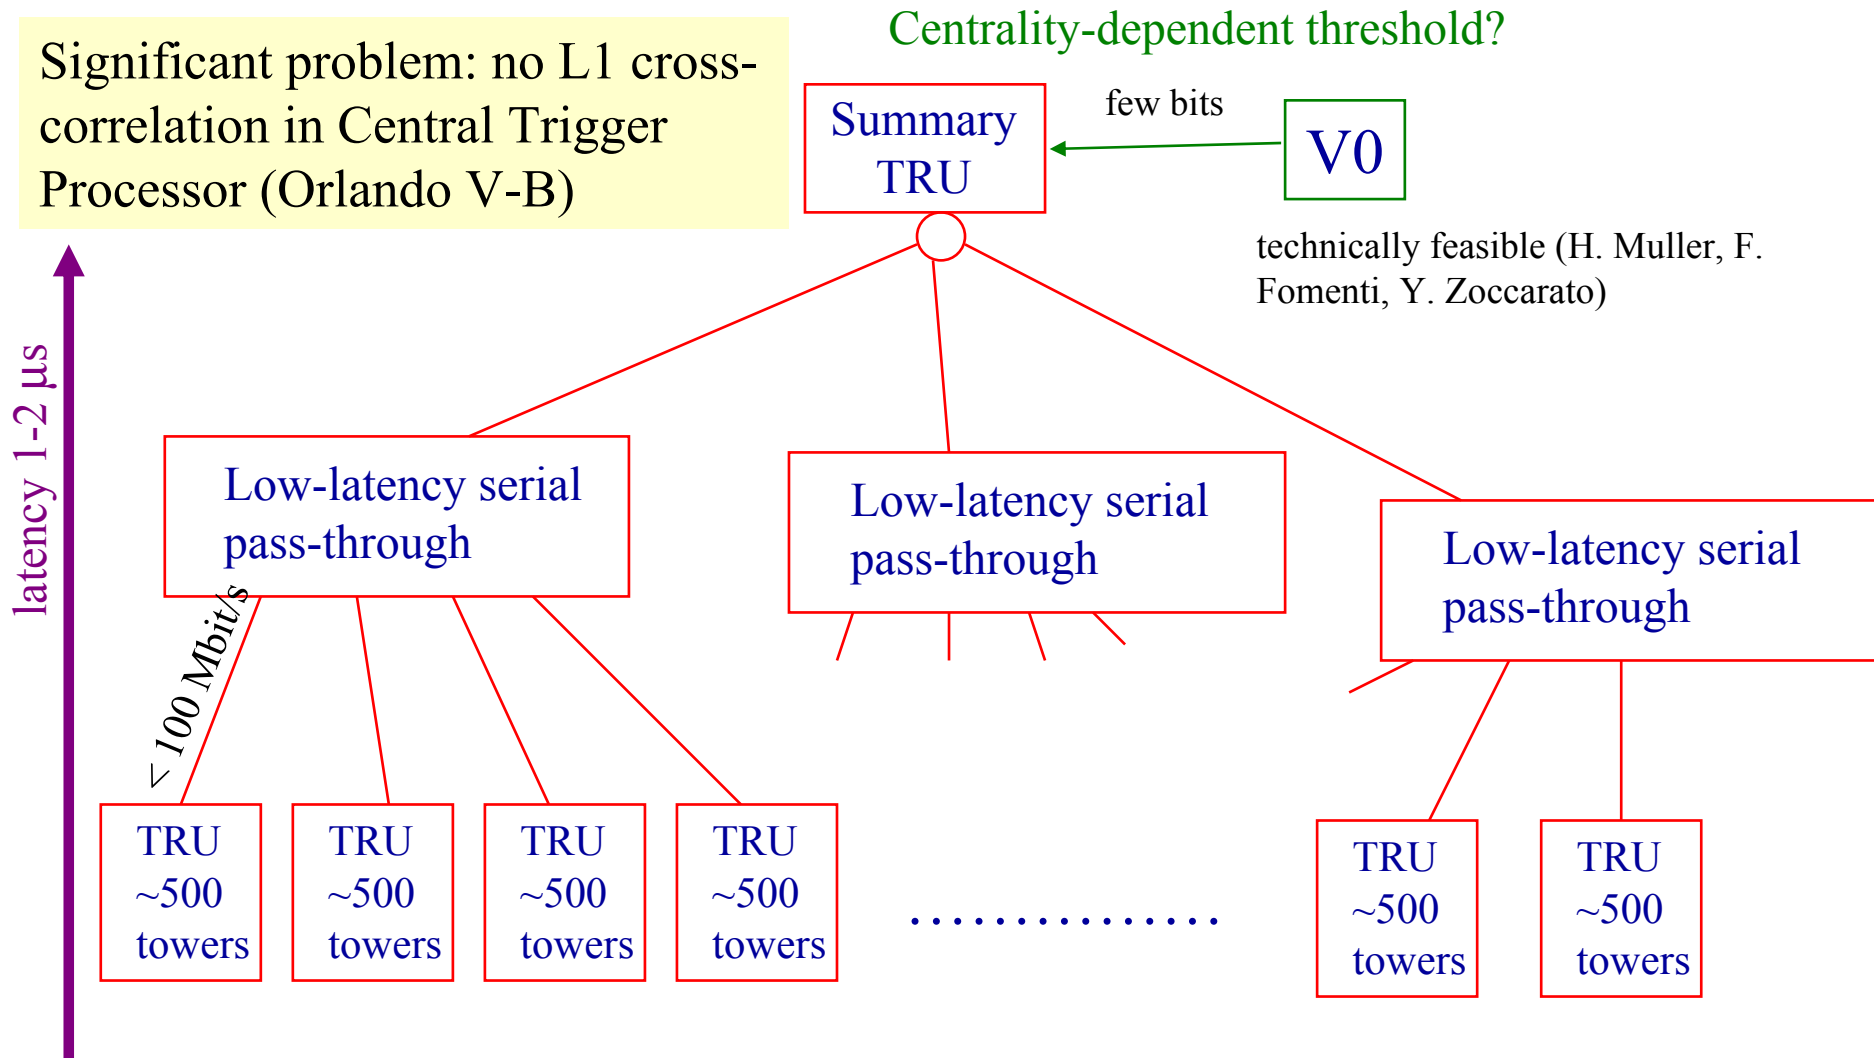 Centrality-dependent threshold?
Significant problem: no L1 cross-
correlation in Central Trigger
Processor (Orlando V-B)
Summary
TRU
few bits
V0
technically feasible (H. Muller, F.
Fomenti, Y. Zoccarato)
latency 1-2 μs
Low-latency serial
pass-through
Low-latency serial
pass-through
Low-latency serial
pass-through
< 100 Mbit/s
TRU
~500
towers
TRU
~500
towers
TRU
~500
towers
TRU
~500
towers
...............
TRU
~500
towers
TRU
~500
towers